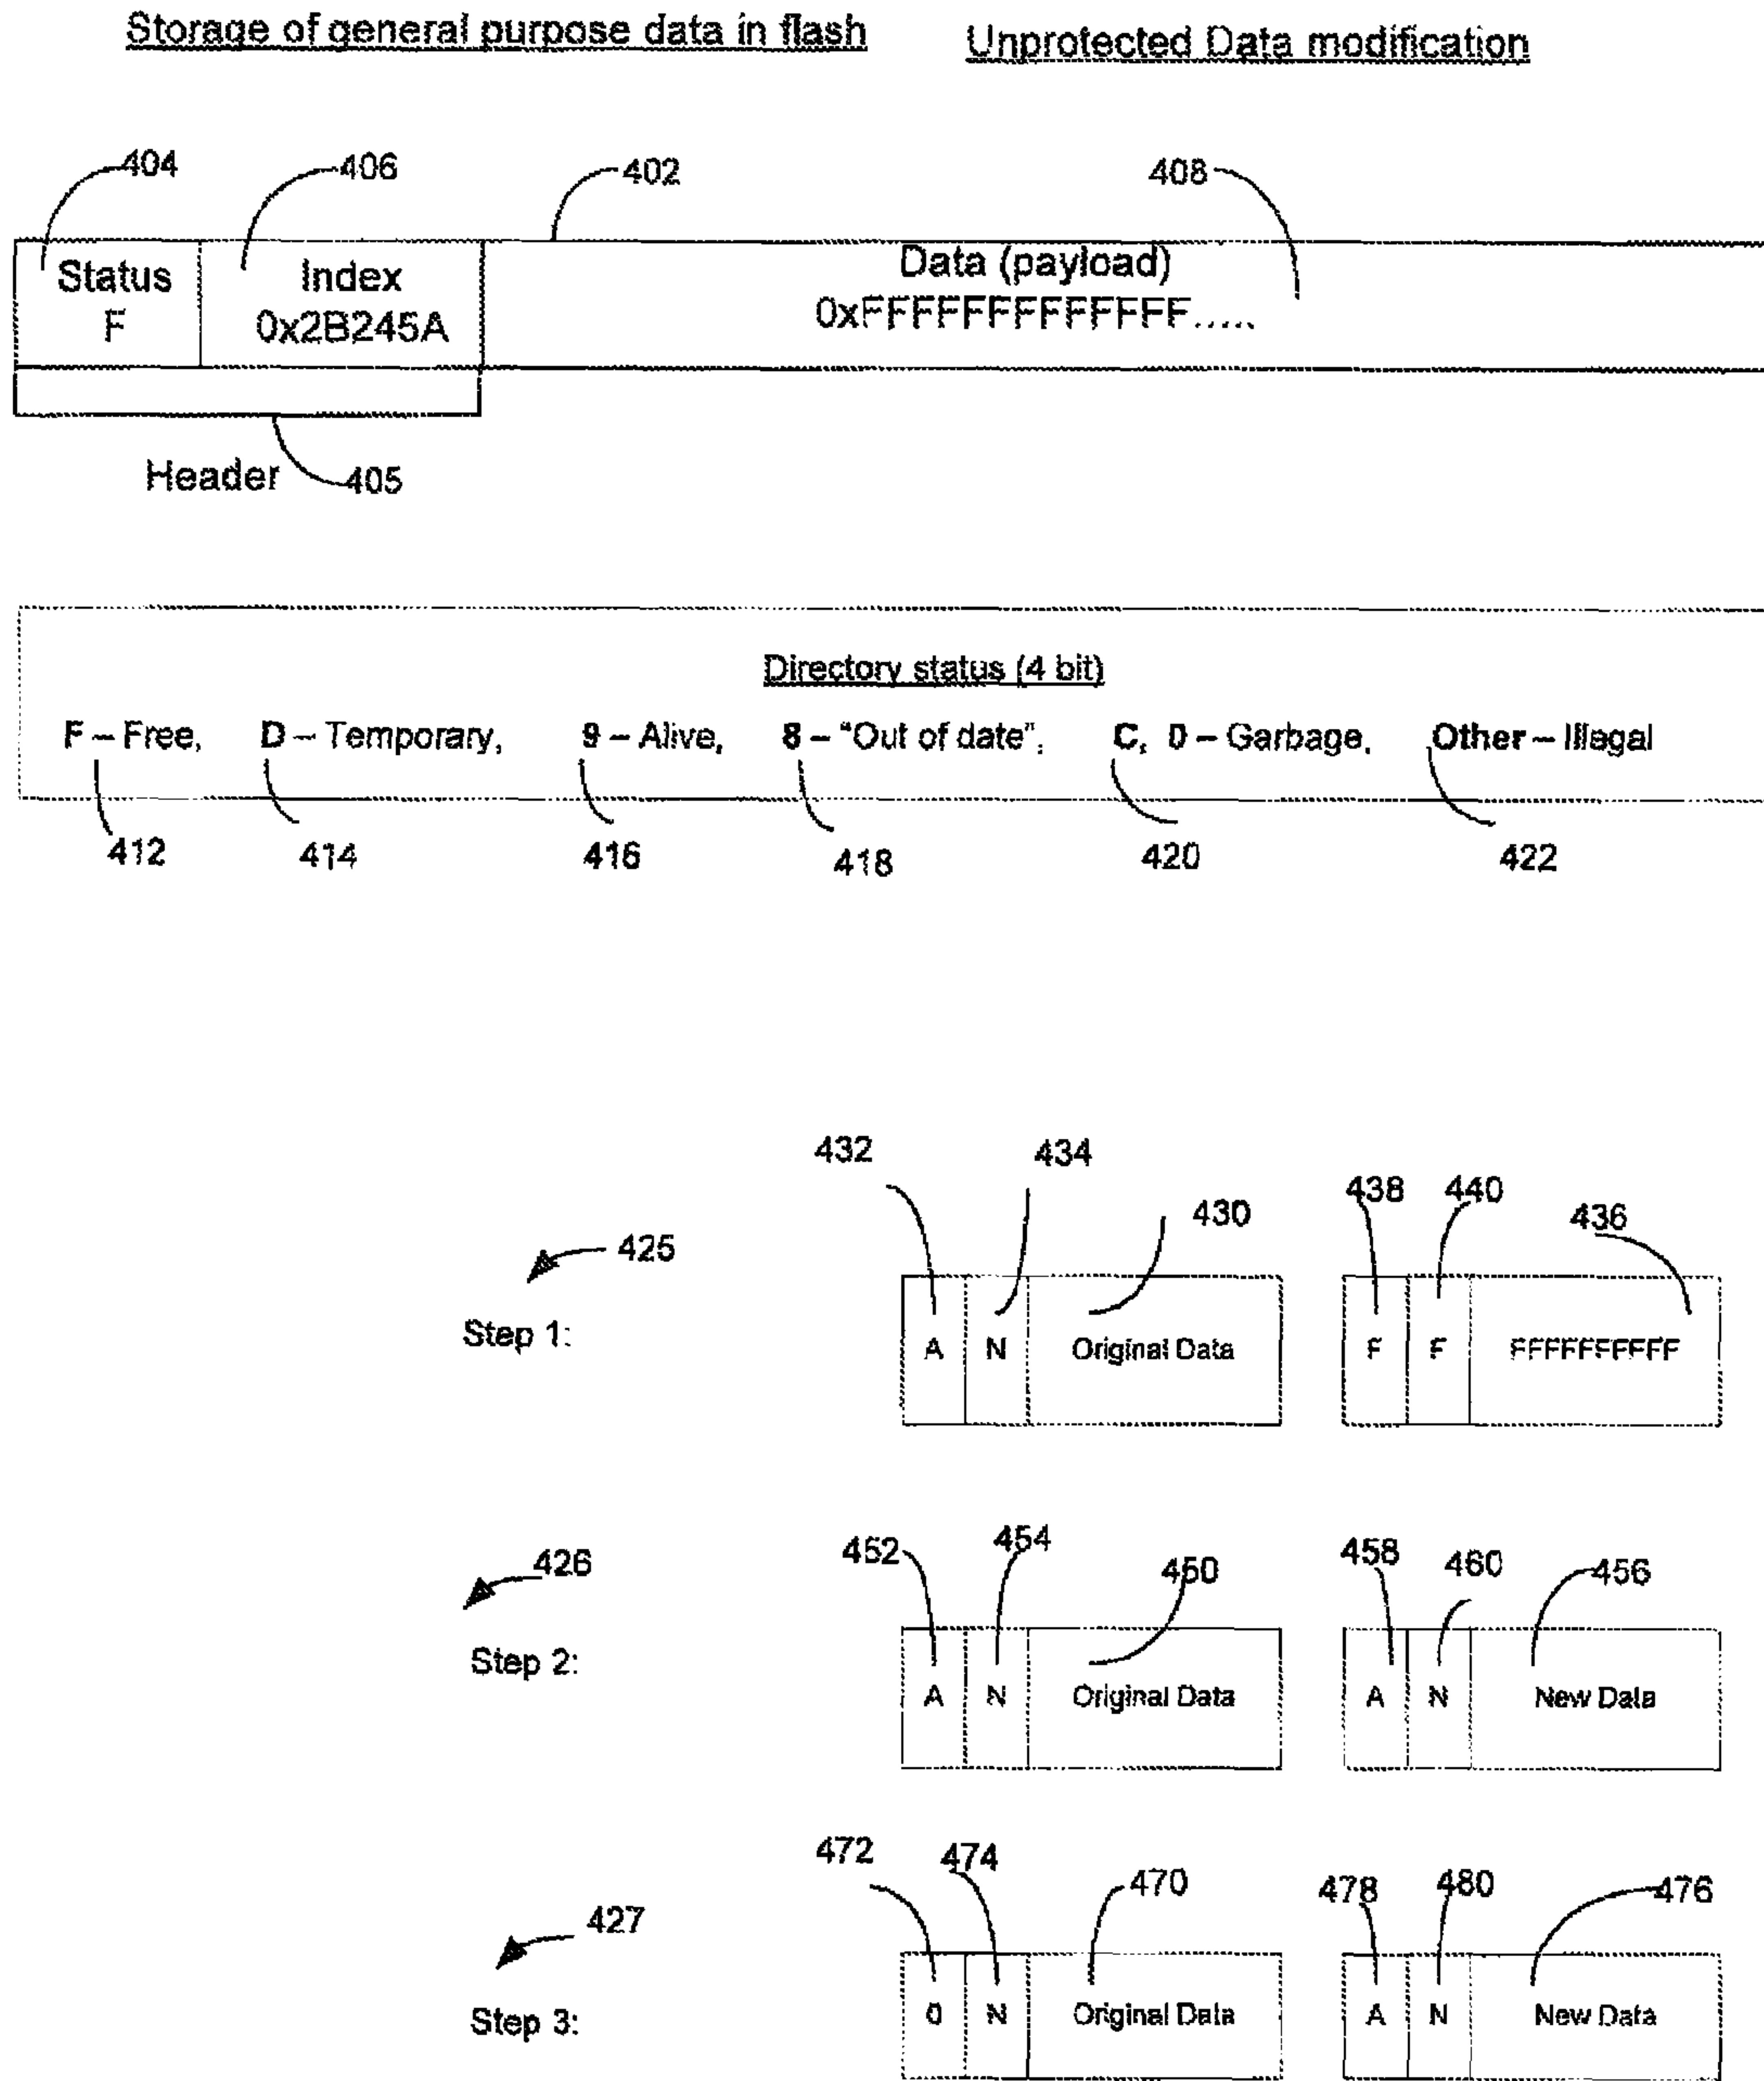 Storage of general purpose data in flash
Unprotected Data modification
404
406
402
408
Status
F
Index
0x2B245A
Data (payload)
0xFFFFFFFFFFFFF.....
Header
405
Directory status (4 bit)
F – Free, D – Temporary, 9 – Alive, 8 – "Out of date", C, 0 – Garbage, Other – Illegal
412
414
416
418
420
422
432
434
430
438
440
436
425
Step 1:
A N Original Data
F F FFFFFFFFFF
452
454
450
458
460
456
426
Step 2:
A N Original Data
A N New Data
472
474
470
478
480
476
427
Step 3:
0 N Original Data
A N New Data